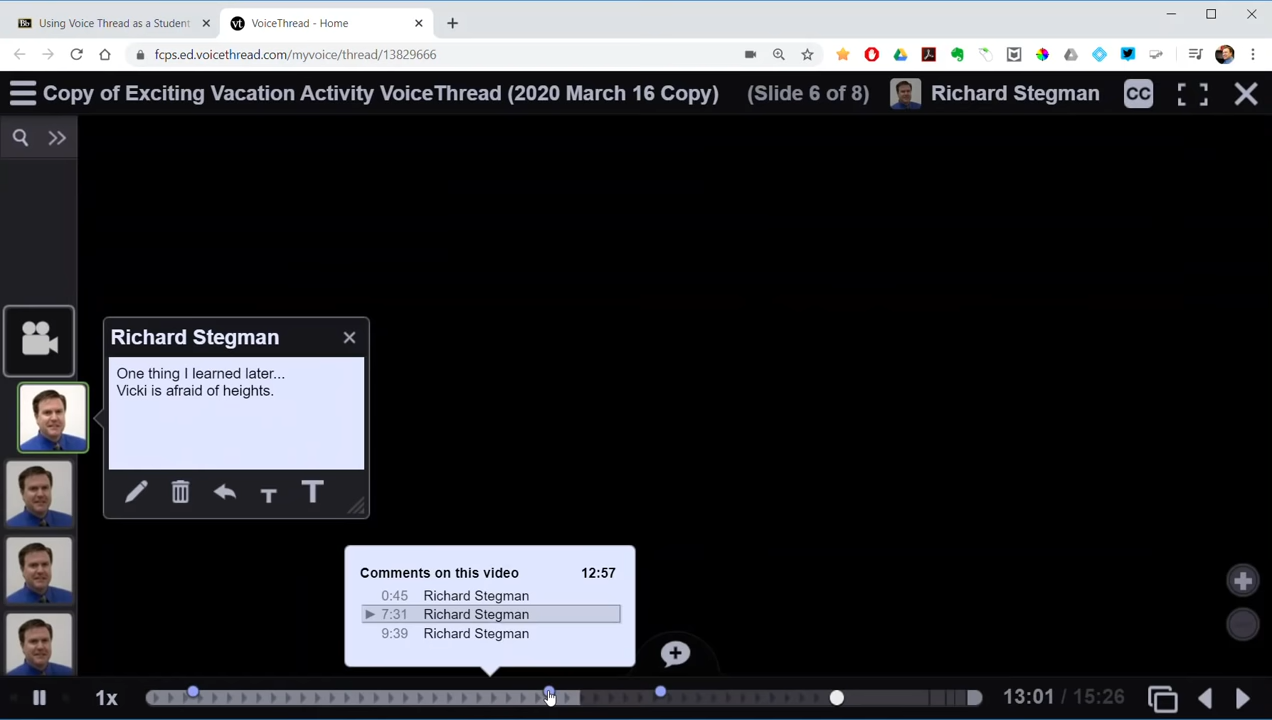 Using Voice Thread as a Student
VoiceThread - Home
fcps.ed.voicethread.com/myvoice/thread/13829666
Copy of Exciting Vacation Activity VoiceThread (2020 March 16 Copy) (Slide 6 of 8) Richard Stegman CC
Richard Stegman
One thing I learned later...
Vicki is afraid of heights.
T T
Comments on this video 12:57
0:45 Richard Stegman
7:31 Richard Stegman
9:39 Richard Stegman
1x 13:01 / 15:26